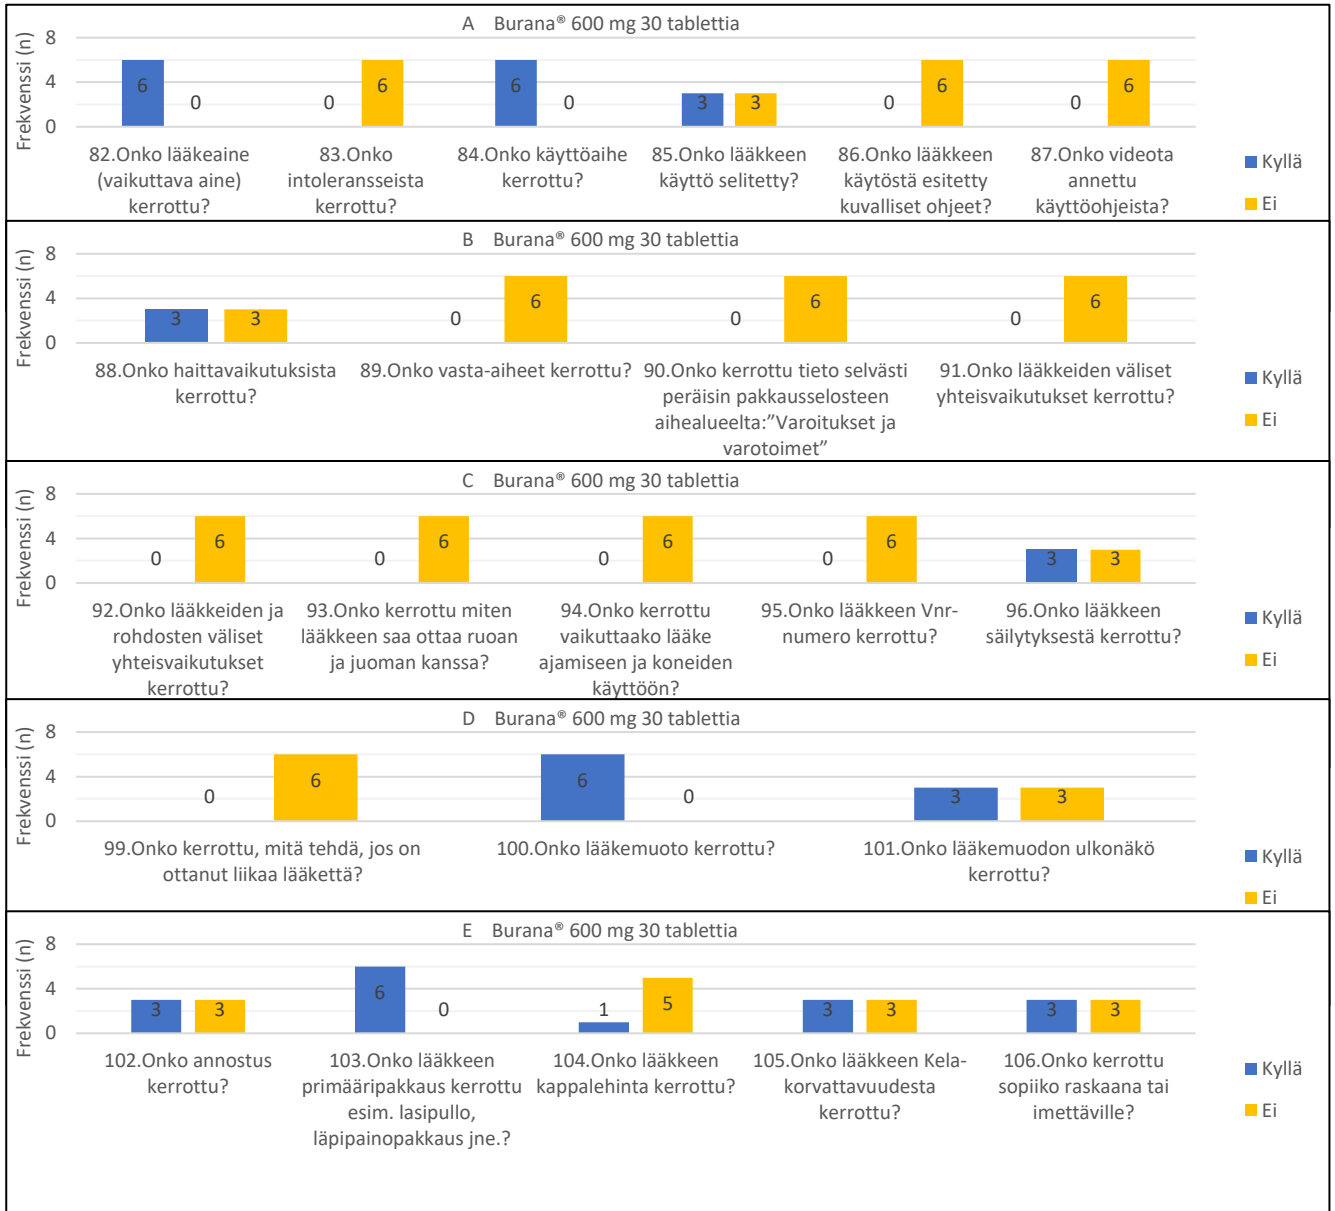 A Burana® 600 mg 30 tablettia
Frekvenssi (n)
8
4
0
6 0 0 6 6 0 3 3 0 6 0 6
82.Onko lääkeaine
(vaikuttava aine)
kerrottu?
83.Onko
intoleransseista
kerrottu?
84.Onko käyttöaihe
kerrottu?
85.Onko lääkkeen
käyttö selitetty?
86.Onko lääkkeen
käytöstä esitetty
kuvalliset ohjeet?
87.Onko videota
annettu
käyttöohjeista?
Kyllä
Ei
B Burana® 600 mg 30 tablettia
Frekvenssi (n)
8
4
0
3 3 0 6 0 6 0 6
88.Onko haittavaikutuksista
kerrottu?
89.Onko vasta-aiheet kerrottu?
90.Onko kerrottu tieto selvästi
peräisin pakkausselosteen
aihealueelta:”Varoitukset ja
varotoimet”
91.Onko lääkkeiden väliset
yhteisvaikutukset kerrottu?
Kyllä
Ei
C Burana® 600 mg 30 tablettia
Frekvenssi (n)
8
4
0
0 6 0 6 0 6 0 6 3 3
92.Onko lääkkeiden ja
rohdosten väliset
yhteisvaikutukset
kerrottu?
93.Onko kerrottu miten
lääkkeen saa ottaa ruoan
ja juoman kanssa?
94.Onko kerrottu
vaikuttaako lääke
ajamiseen ja koneiden
käyttöön?
95.Onko lääkkeen Vnr-
numero kerrottu?
96.Onko lääkkeen
säilytyksestä kerrottu?
Kyllä
Ei
D Burana® 600 mg 30 tablettia
Frekvenssi (n)
8
4
0
0 6 6 0 3 3
99.Onko kerrottu, mitä tehdä, jos on
ottanut liikaa lääkettä?
100.Onko lääkemuoto kerrottu?
101.Onko lääkemuodon ulkonäkö
kerrottu?
Kyllä
Ei
E Burana® 600 mg 30 tablettia
Frekvenssi (n)
8
4
0
3 3 6 0 1 5 3 3 3 3
102.Onko annostus
kerrottu?
103.Onko lääkkeen
primääripakkaus kerrottu
esim. lasipullo,
läpipainopakkaus jne.?
104.Onko lääkkeen
kappalehinta kerrottu?
105.Onko lääkkeen Kela-
korvattavuudesta
kerrottu?
106.Onko kerrottu
sopiiko raskaana tai
imettäville?
Kyllä
Ei